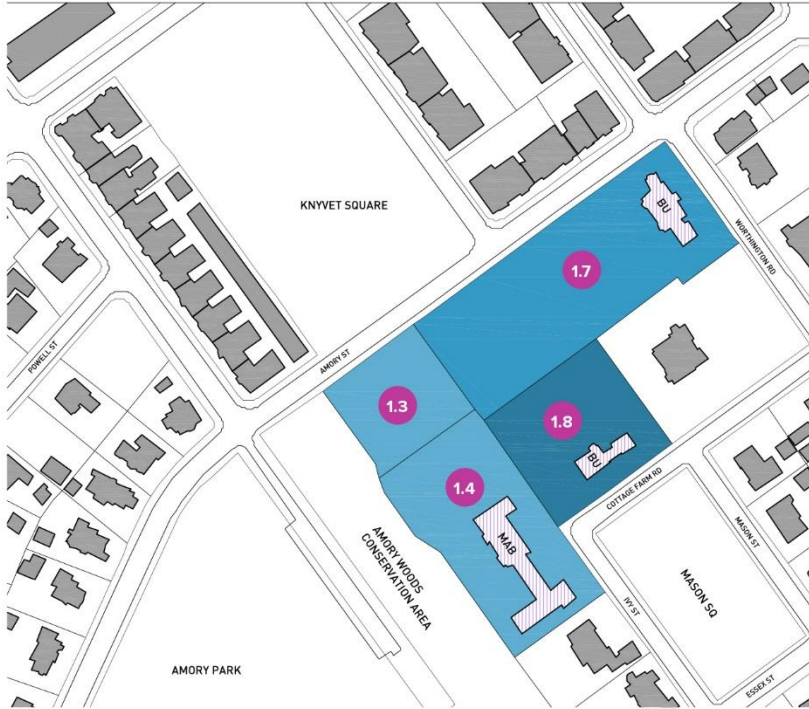 KNYVET SQUARE
BU
WORTHINGTON RD
1.7
POWELL ST
AMORY ST
1.3
1.8
BU
COTTAGE FARM RD
1.4
MAB
AMORY WOODS
CONSERVATION AREA
MASON ST
MASON SQ
IVY ST
AMORY PARK
ESSEX ST